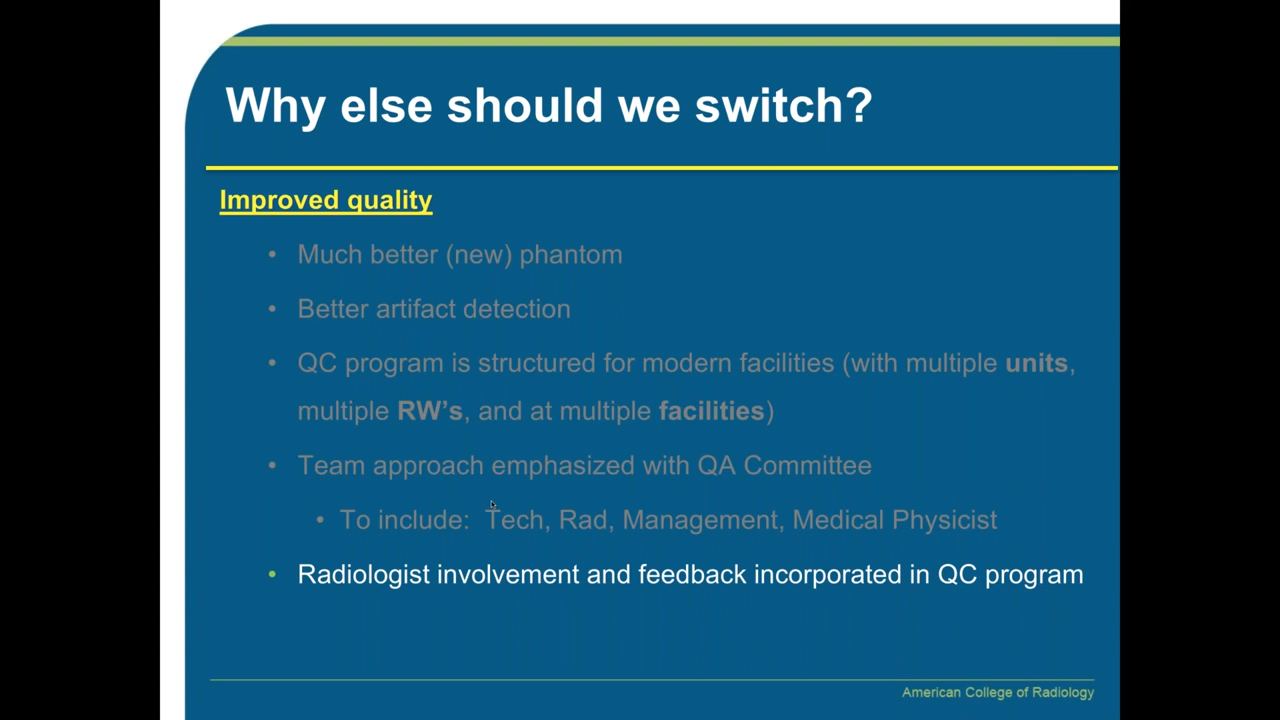 Why else should we switch?
Improved quality
• Much better (new) phantom
• Better artifact detection
• QC program is structured for modern facilities (with multiple units,
multiple RW's, and at multiple facilities)
• Team approach emphasized with QA Committee
• To include: Tech, Rad, Management, Medical Physicist
• Radiologist involvement and feedback incorporated in QC program
American College of Radiology